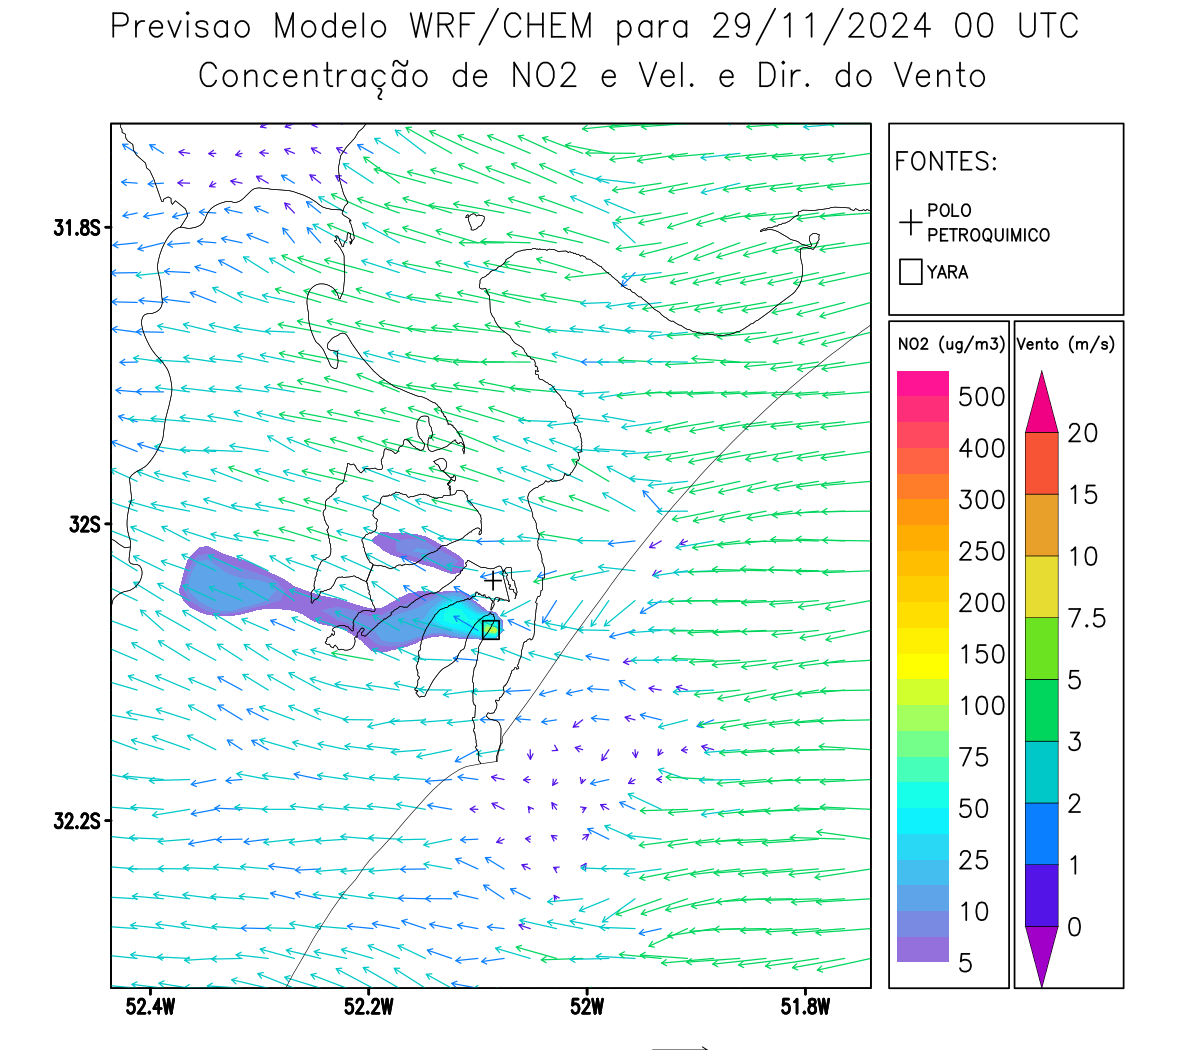 Previsao Modelo WRF/CHEM para 29/11/2024 00 UTC
Concentração de NO2 e Vel. e Dir. do Vento
FONTES:
POLO
PETROQUIMICO
YARA
NO2 (ug/m3)
500
400
300
250
200
150
100
75
50
25
10
5
Vento (m/s)
20
15
10
7.5
5
3
2
1
0
31.8S
32S
32.2S
52.4W
52.2W
52W
51.8W